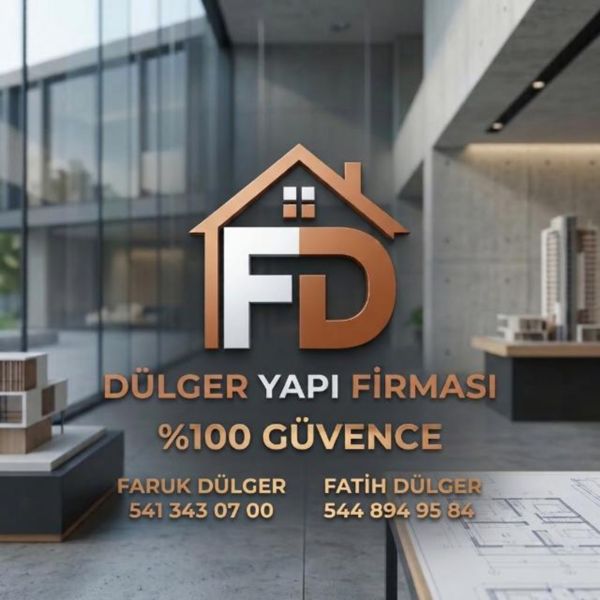 FD
DÜLGER YAPI FİRMASI
%100 GÜVENCE
FARUK DÜLGER FATİH DÜLGER
541 343 07 00 544 894 95 84